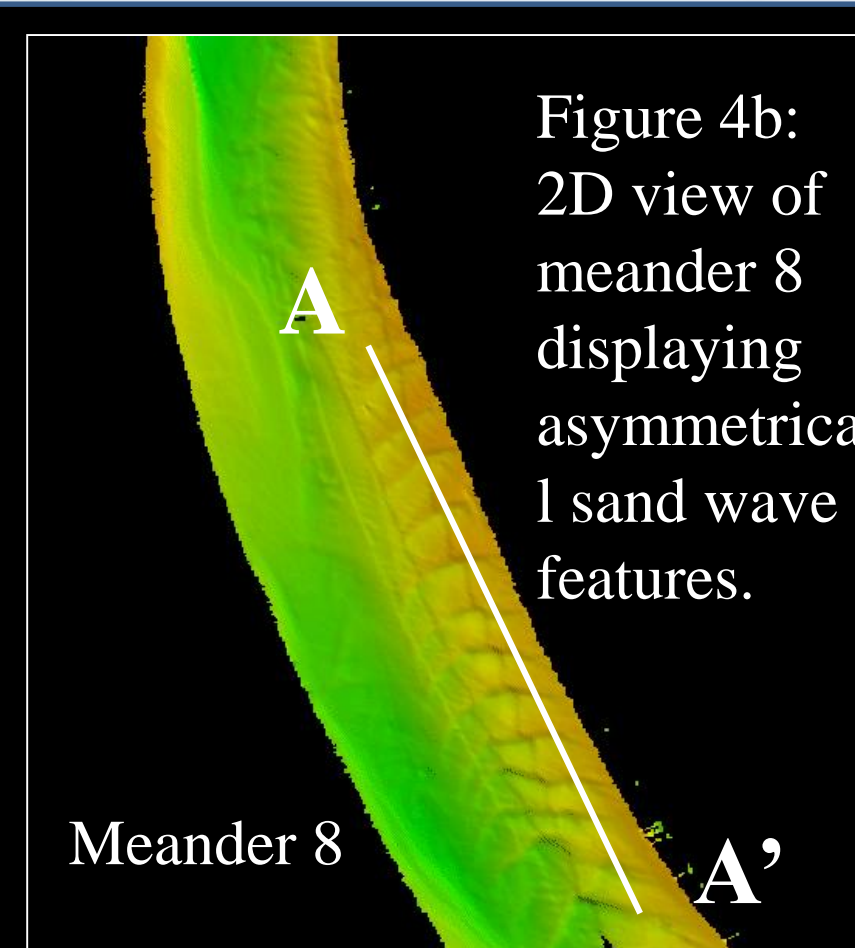 Figure 4b:
2D view of
meander 8
displaying
asymmetrica
l sand wave
features.
A
A’
Meander 8